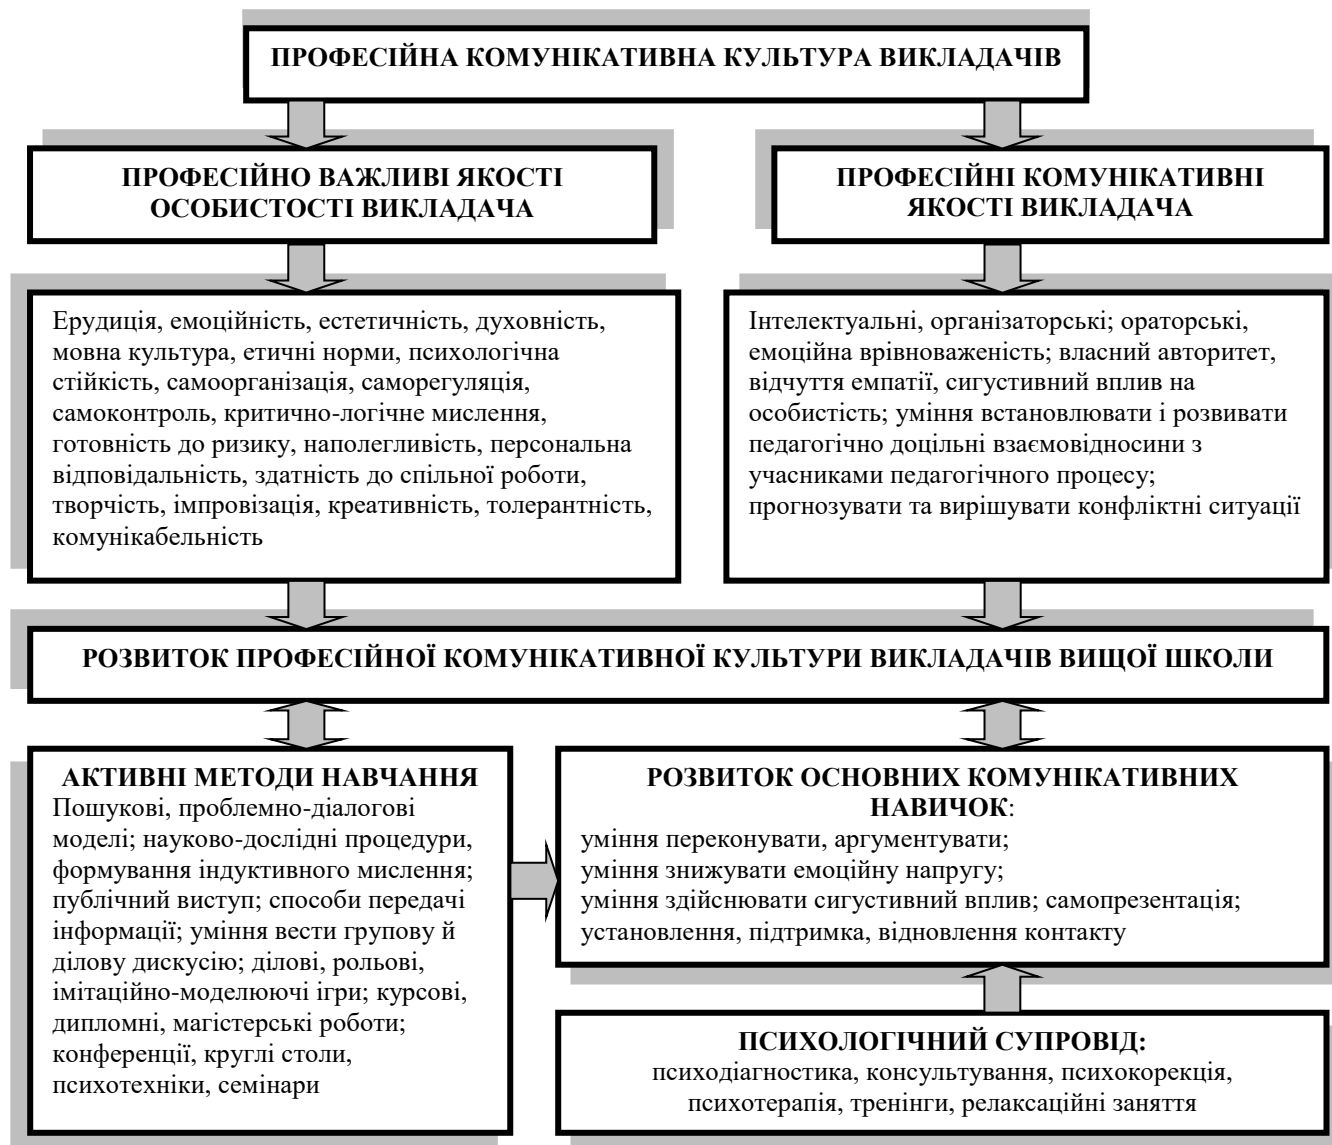 ПРОФЕСІЙНА КОМУНІКАТИВНА КУЛЬТУРА ВИКЛАДАЧІВ
ПРОФЕСІЙНО ВАЖЛИВІ ЯКОСТІ
ОСОБИСТОСТІ ВИКЛАДАЧА
ПРОФЕСІЙНІ КОМУНІКАТИВНІ
ЯКОСТІ ВИКЛАДАЧА
Ерудиція, емоційність, естетичність, духовність,
мовна культура, етичні норми, психологічна
стійкість, самоорганізація, саморегуляція,
самоконтроль, критично-логічне мислення,
готовність до ризику, наполегливість, персональна
відповідальність, здатність до спільної роботи,
творчість, імпровізація, креативність, толерантність,
комунікабельність
Інтелектуальні, організаторські; ораторські,
емоційна врівноваженість; власний авторитет,
відчуття емпатії, сигустивний вплив на
особистість; уміння встановлювати і розвивати
педагогічно доцільні взаємовідносини з
учасниками педагогічного процесу;
прогнозувати та вирішувати конфліктні ситуації
РОЗВИТОК ПРОФЕСІЙНОЇ КОМУНІКАТИВНОЇ КУЛЬТУРИ ВИКЛАДАЧІВ ВИЩОЇ ШКОЛИ
АКТИВНІ МЕТОДИ НАВЧАННЯ
Пошукові, проблемно-діалогові
моделі; науково-дослідні процедури,
формування індуктивного мислення;
публічний виступ; способи передачі
інформації; уміння вести групову й
ділову дискусію; ділові, рольові,
імітаційно-моделюючі ігри; курсові,
дипломні, магістерські роботи;
конференції, круглі столи,
психотехніки, семінари
РОЗВИТОК ОСНОВНИХ КОМУНІКАТИВНИХ
НАВИЧОК:
уміння переконувати, аргументувати;
уміння знижувати емоційну напругу;
уміння здійснювати сигустивний вплив; самопрезентація;
установлення, підтримка, відновлення контакту
ПСИХОЛОГІЧНИЙ СУПРОВІД:
психодіагностика, консультування, психокорекція,
психотерапія, тренінги, релаксаційні заняття